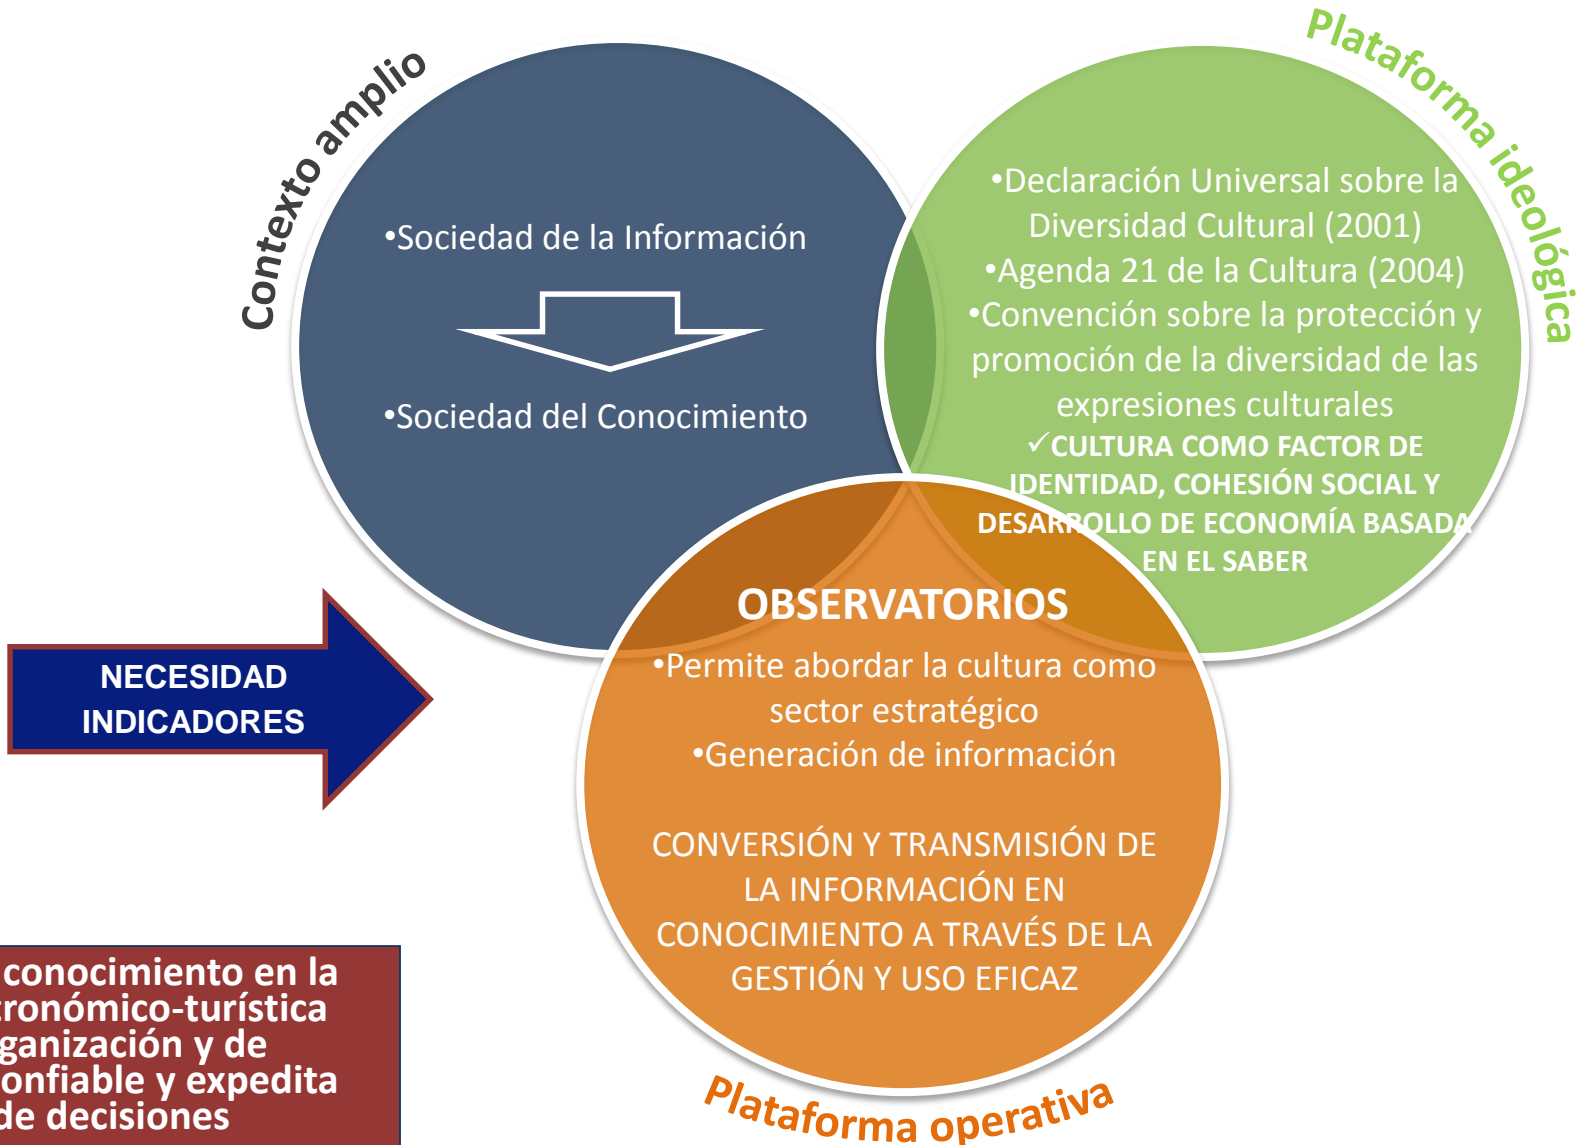 Contexto amplio
•Sociedad de la Información
•Sociedad del Conocimiento
Plataforma ideológica
•Declaración Universal sobre la
Diversidad Cultural (2001)
•Agenda 21 de la Cultura (2004)
•Convención sobre la protección y
promoción de la diversidad de las
expresiones culturales
✓CULTURA COMO FACTOR DE
IDENTIDAD, COHESIÓN SOCIAL Y
DESARROLLO DE ECONOMÍA BASADA
EN EL SABER
NECESIDAD
INDICADORES
OBSERVATORIOS
•Permite abordar la cultura como
sector estratégico
•Generación de información
CONVERSIÓN Y TRANSMISIÓN DE
LA INFORMACIÓN EN
CONOCIMIENTO A TRAVÉS DE LA
GESTIÓN Y USO EFICAZ
Plataforma operativa
conocimiento en la
tronómico-turística
ganización y de
onfiable y expedita
de decisiones